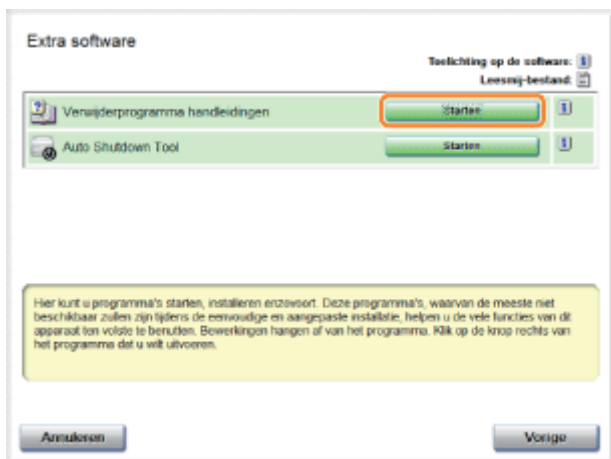 Extra software
Toelichting op de software:
Leesmij-bestand:
Verwijderprogramma handleidingen
Starten
Auto Shutdown Tool
Starten
Hier kunt u programma's starten, installeren enzovoort. Deze programma's, waarvan de meeste niet
beschikbaar zullen zijn tijdens de eenvoudige en aangepaste installatie, helpen u de vele functies van dit
apparaat ten volste te benutten. Bewerkingen hangen af van het programma. Klik op de knop rechts van
het programma dat u wilt uitvoeren.
Annuleren
Vorige